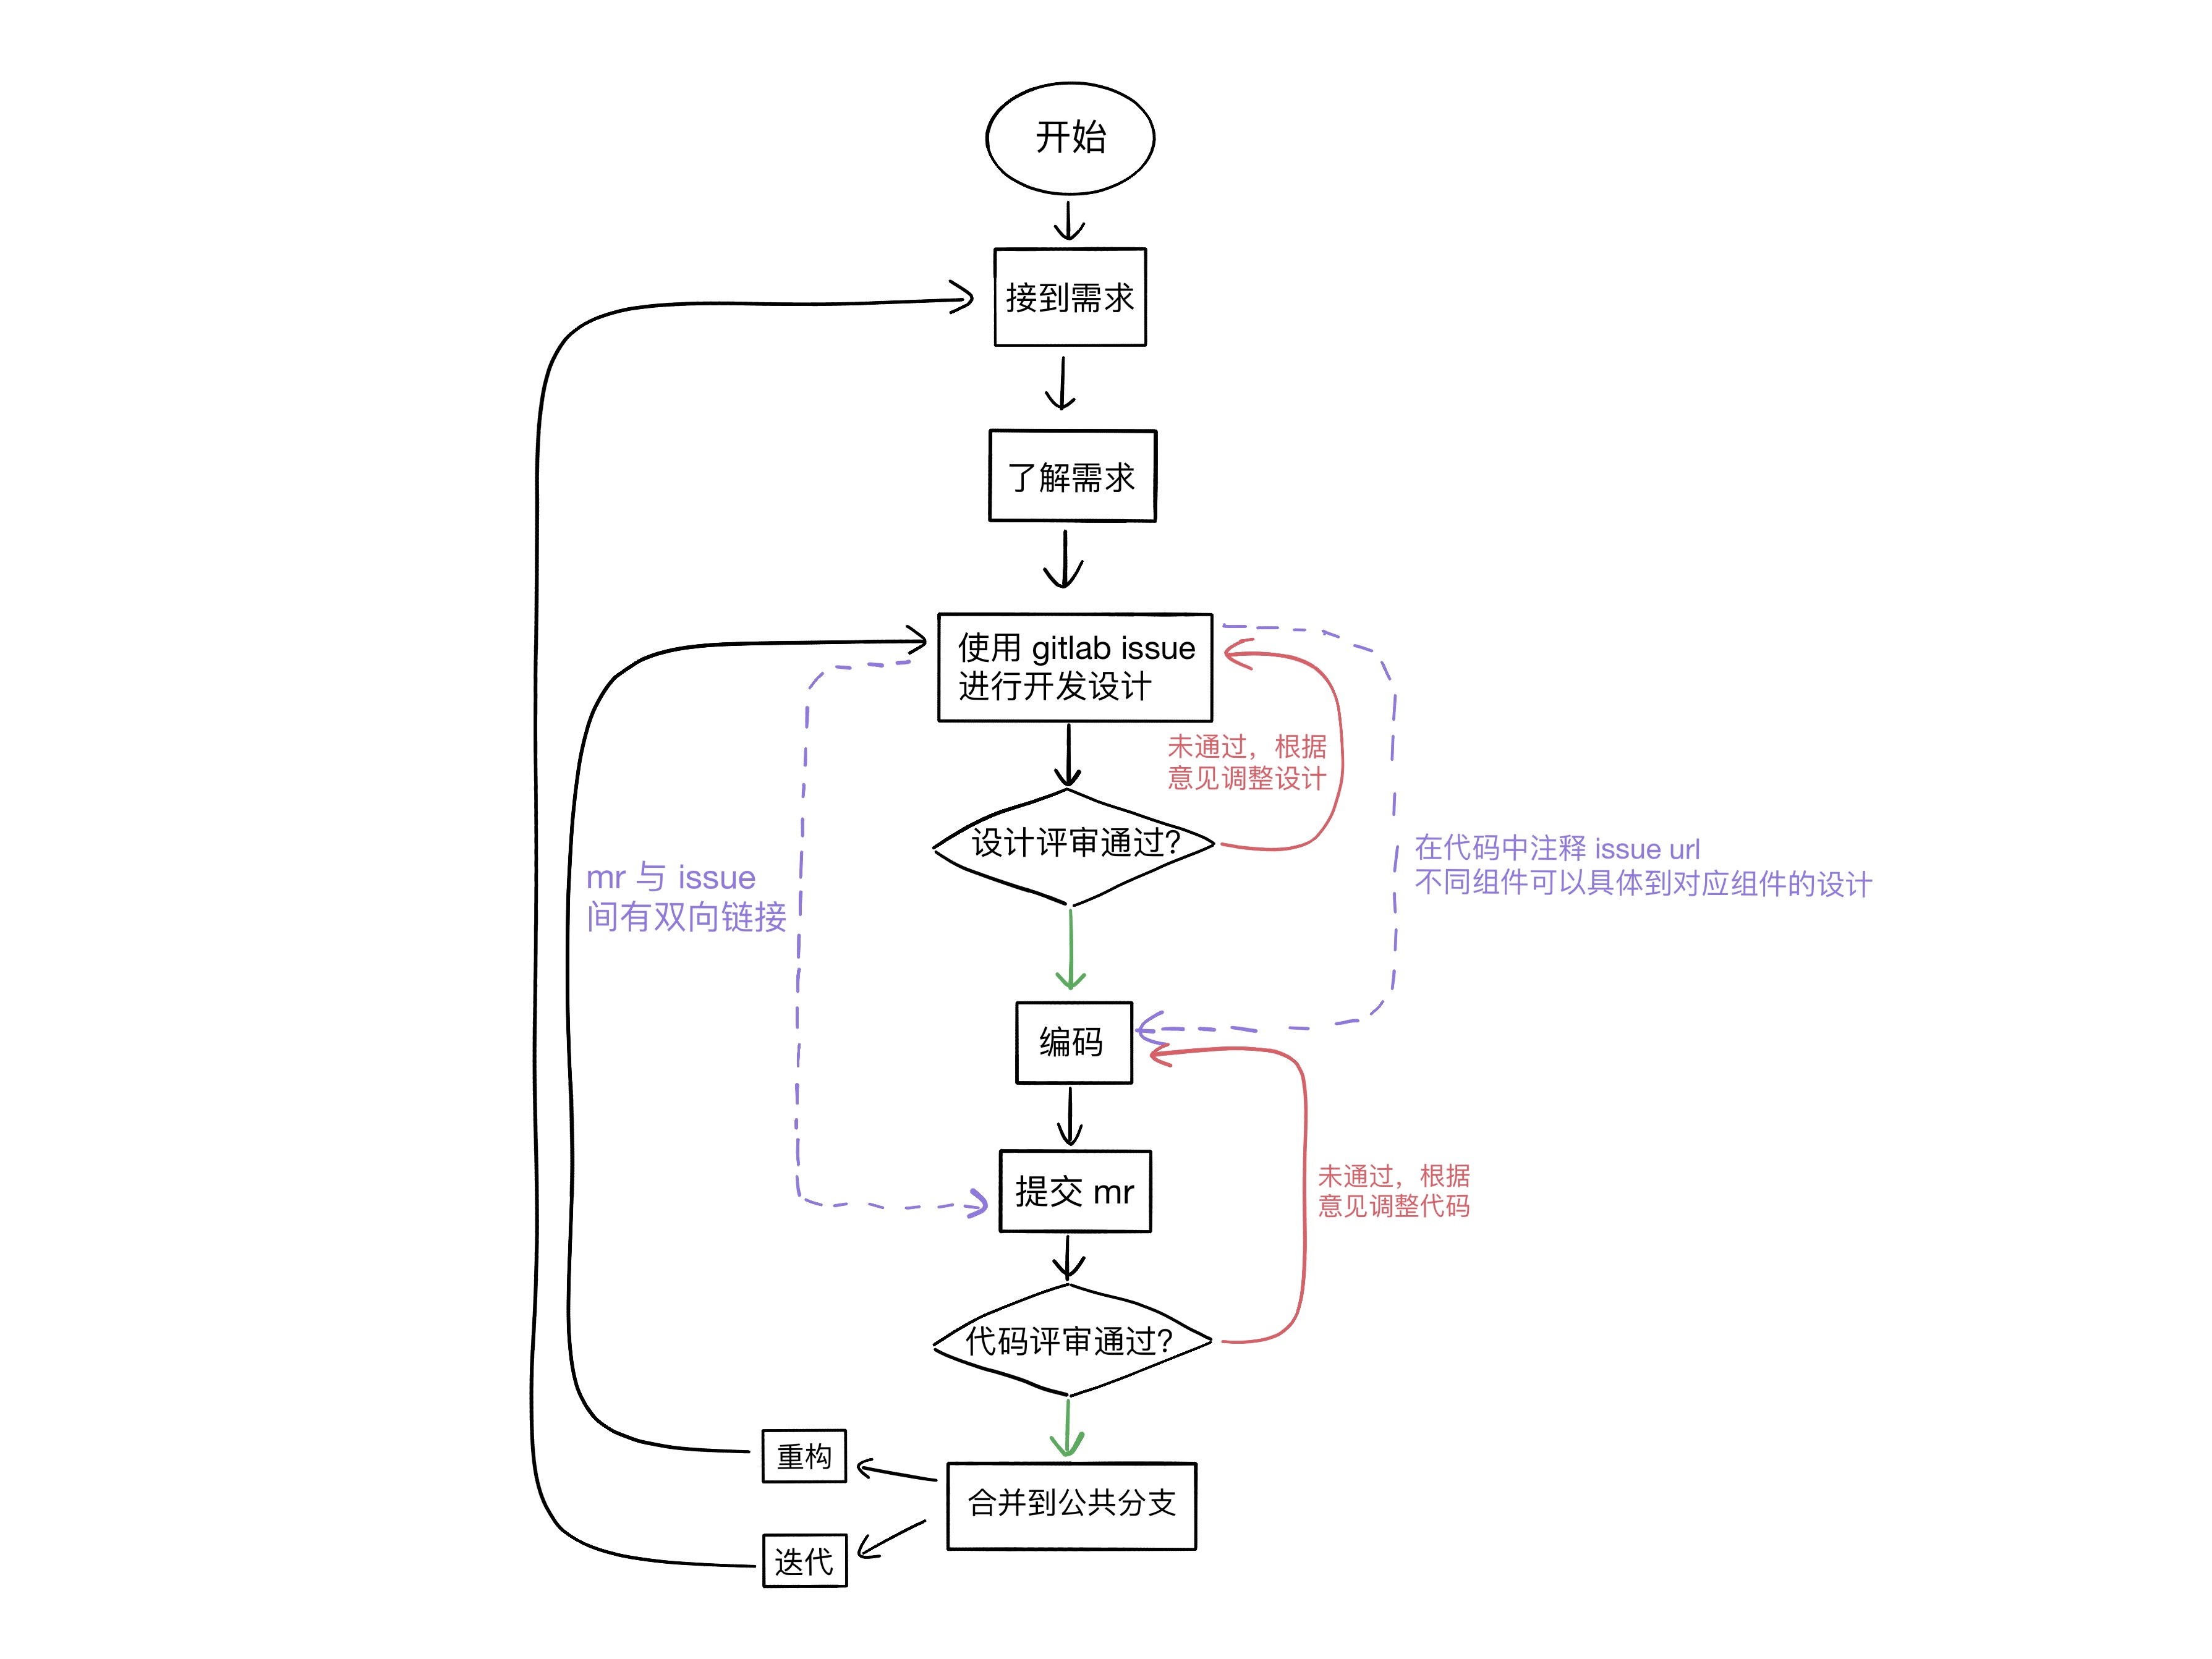 开始
接到需求
了解需求
使用 gitlab issue
进行开发设计
未通过，根据
意见调整设计
设计评审通过？
mr 与 issue
间有双向链接
在代码中注释 issue url
不同组件可以具体到对应组件的设计
编码
提交 mr
未通过，根据
意见调整代码
代码评审通过？
重构
合并到公共分支
迭代